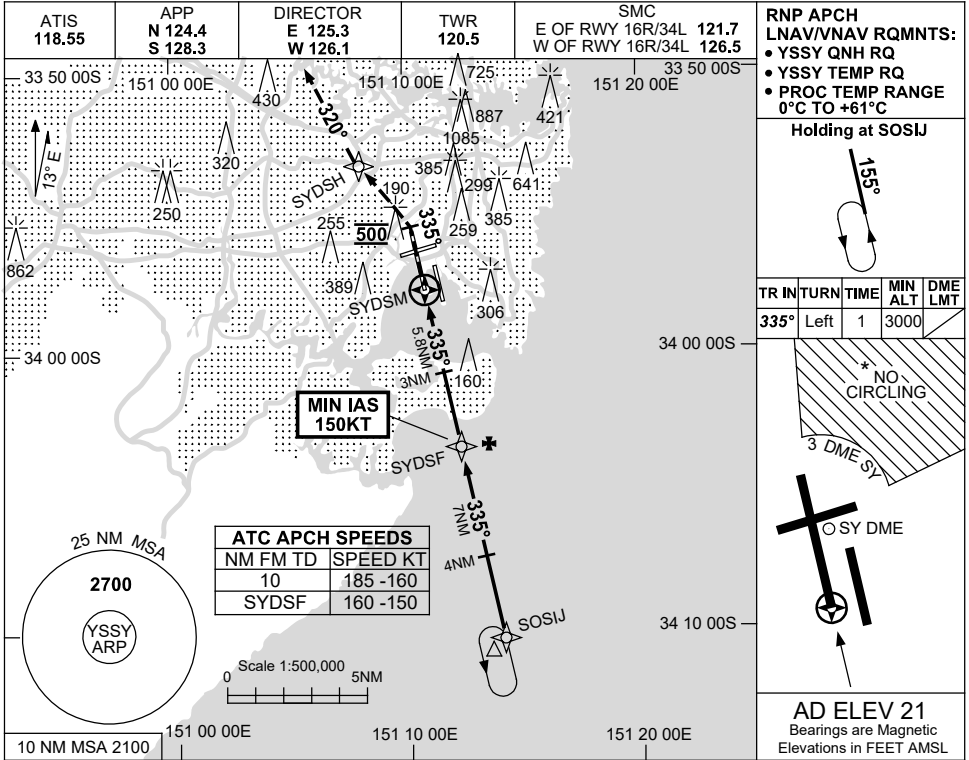 ATIS
118.55
APP
N 124.4
S 128.3
DIRECTOR
E 125.3
W 126.1
TWR
120.5
SMC
E OF RWY 16R/34L 121.7
W OF RWY 16R/34L 126.5
RNP APCH
LNAV/VNAV RQMNTS:
• YSSY QNH RQ
• YSSY TEMP RQ
• PROC TEMP RANGE
0°C TO +61°C
33 50 00S
151 00 00E
151 10 00E
151 20 00E
33 50 00S
430
725
887
421
1085
320°
320
13° E
SYDSH
385
299
641
190
250
385
335°
255
500
259
862
389
SYDSM
306
335°
5.8NM
34 00 00S
34 00 00S
3NM
160
MIN IAS
150KT
SYDSF
335°
7NM
4NM
SOSIJ
34 10 00S
25 NM MSA
2700
YSSY
ARP
ATC APCH SPEEDS
NM FM TD SPEED KT
10 185 -160
SYDSF 160 -150
Scale 1:500,000
0 5NM
10 NM MSA 2100
151 00 00E
151 10 00E
151 20 00E
Holding at SOSIJ
155°
TR IN TURN TIME MIN ALT DME LMT
335° Left 1 3000
* NO
CIRCLING
3 DME SY
SY DME
AD ELEV 21
Bearings are Magnetic
Elevations in FEET AMSL